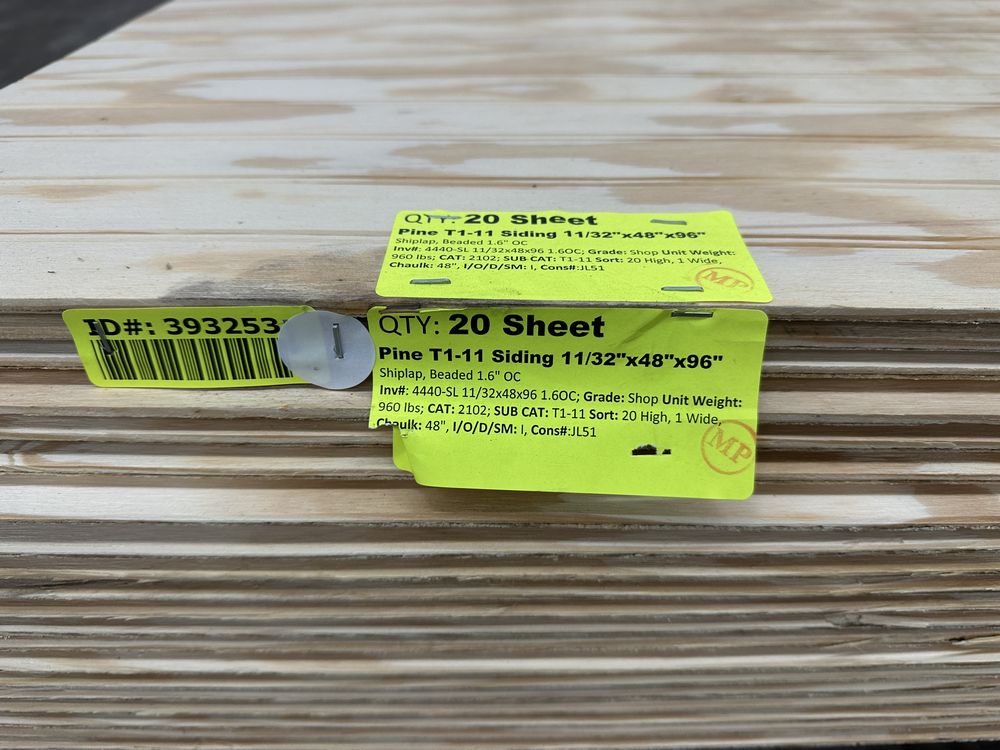 QTY: 20 Sheet
Pine T1-11 Siding 11/32"x48"x96"
Shiplap, Beaded 1.6" OC
Inv#: 4440-SL 11/32x48x96 1.6OC; Grade: Shop Unit Weight:
960 lbs; CAT: 2102; SUB CAT: T1-11 Sort: 20 High, 1 Wide,
Chaulk: 48", I/O/D/SM: I, Cons#:JL51
MP
ID#: 393253
QTY: 20 Sheet
Pine T1-11 Siding 11/32"x48"x96"
Shiplap, Beaded 1.6" OC
Inv#: 4440-SL 11/32x48x96 1.6OC; Grade: Shop Unit Weight:
960 lbs; CAT: 2102; SUB CAT: T1-11 Sort: 20 High, 1 Wide,
Chaulk: 48", I/O/D/SM: I, Cons#:JL51
MP